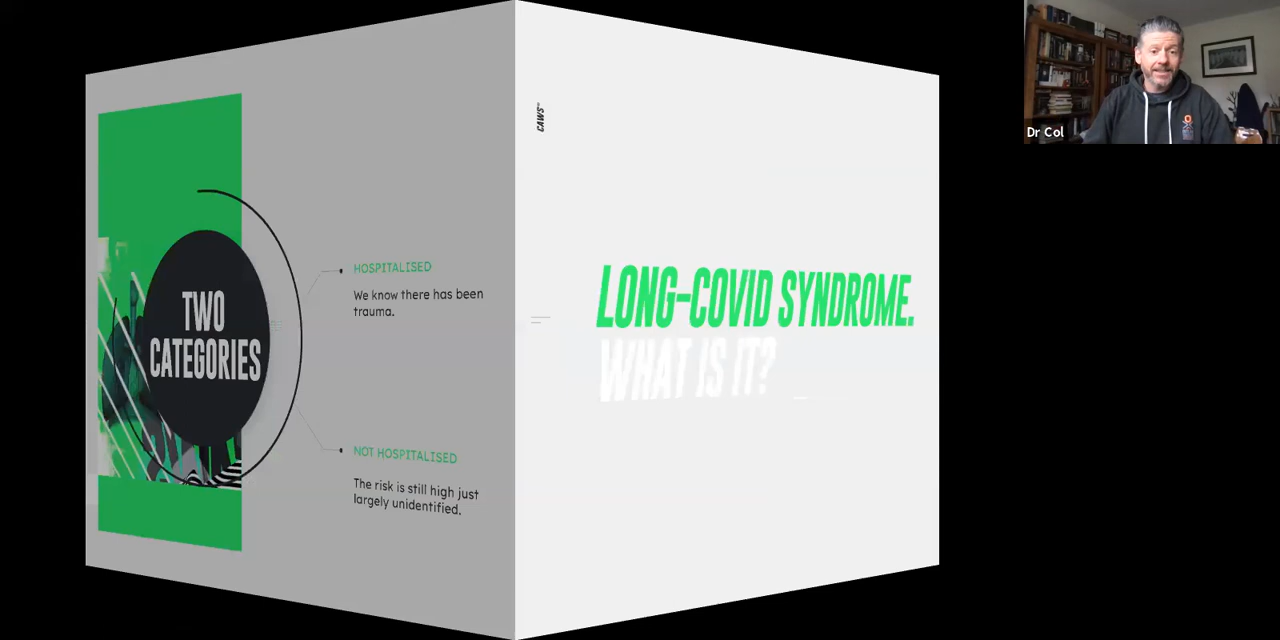 TWO
CATEGORIES
HOSPITALISED
We know there has been
trauma.
NOT HOSPITALISED
The risk is still high just
largely unidentified.
CAWS
LONG-COVID SYNDROME.
WHAT IS IT?
Dr Col